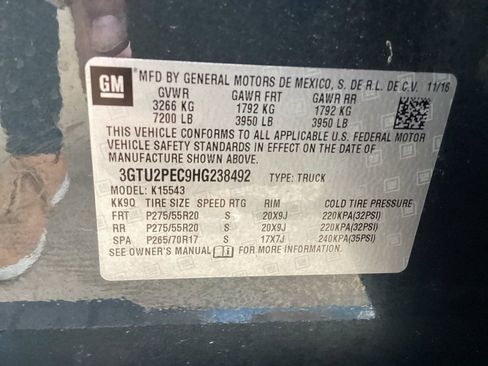 GM MFD BY GENERAL MOTORS DE MEXICO, S. DE R.L. DE C.V. 11/16
GVWR GAWR FRT GAWR RR
3266 KG 1792 KG 1792 KG
7200 LB 3950 LB 3950 LB
THIS VEHICLE CONFORMS TO ALL APPLICABLE U.S. FEDERAL MOTOR
VEHICLE SAFETY STANDARDS IN EFFECT ON THE DATE OF
MANUFACTURE SHOWN ABOVE.
3GTU2PEC9HG238492 TYPE: TRUCK
MODEL: K15543
KK9Q TIRE SIZE SPEED RTG RIM COLD TIRE PRESSURE
FRT P275/55R20 S 20X9J 220KPA(32PSI)
RR P275/55R20 S 20X9J 220KPA(32PSI)
SPA P265/70R17 S 17X7J 240KPA(35PSI)
SEE OWNER'S MANUAL FOR MORE INFORMATION.